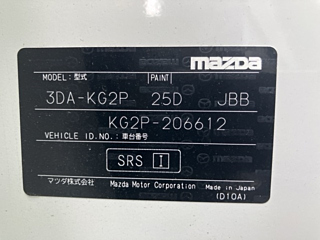 mazda
MODEL:型式 PAINT
3DA-KG2P 25D JBB
KG2P-206612
VEHICLE ID.NO.:車台番号
SRS I
マツダ株式会社 Mazda Motor Corporation Made in Japan
(D10A)